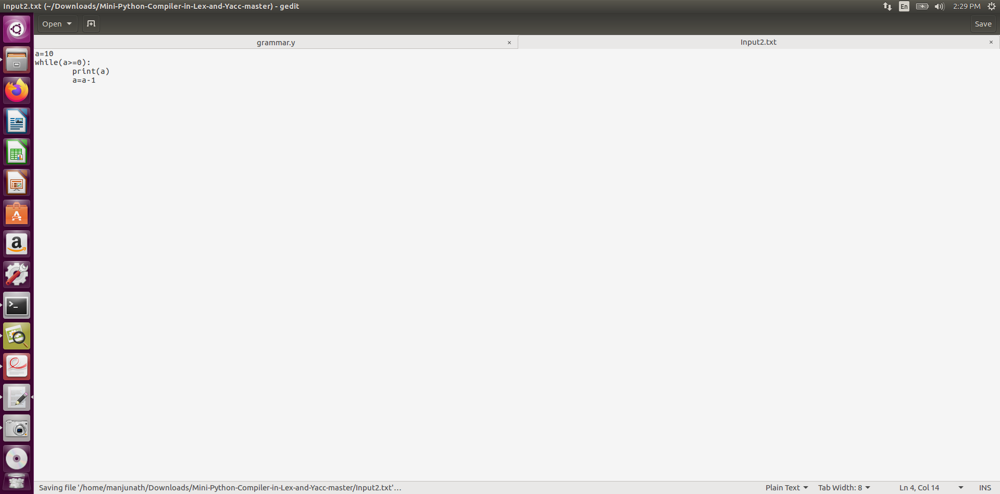 Input2.txt (~/Downloads/Mini-Python-Compiler-in-Lex-and-Yacc-master) - gedit
En
2:29 PM
Open
Save
grammar.y ×
Input2.txt ×
a=10
while(a>=0):
        print(a)
        a=a-1
Saving file '/home/manjunath/Downloads/Mini-Python-Compiler-in-Lex-and-Yacc-master/Input2.txt'…
Plain Text
Tab Width: 8
Ln 4, Col 14
INS